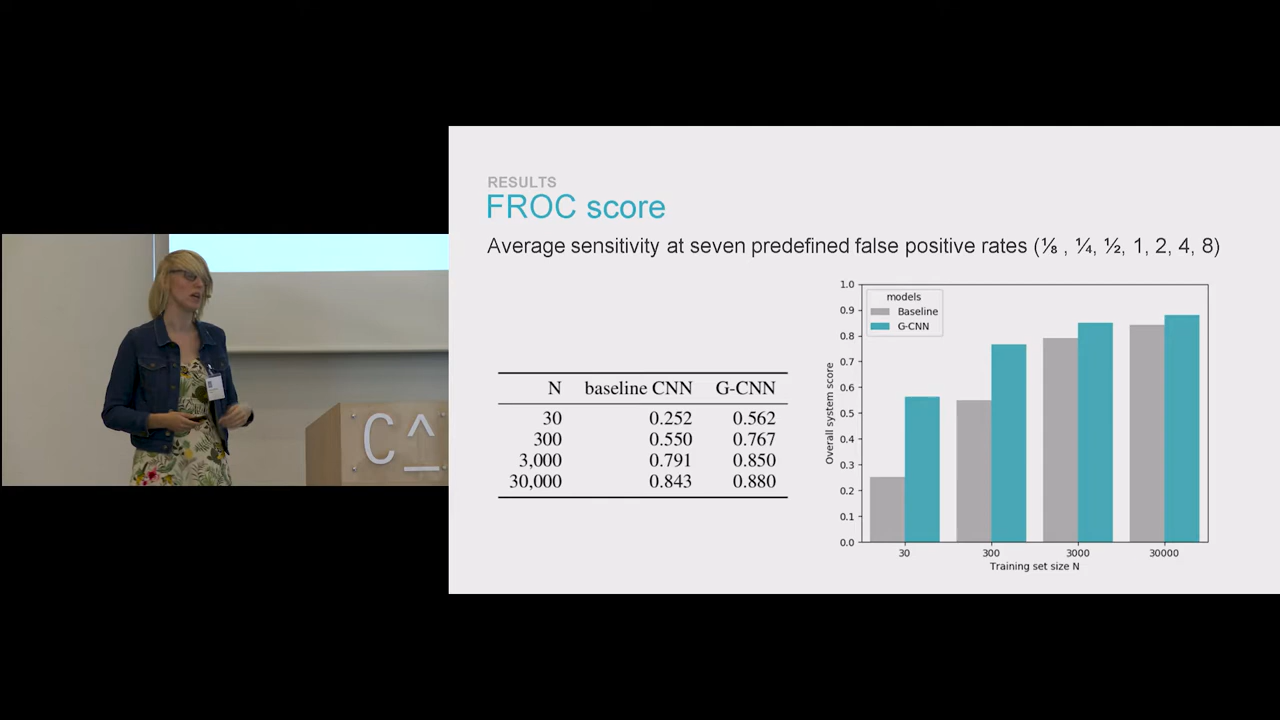 RESULTS
FROC score
Average sensitivity at seven predefined false positive rates (⅛ , ¼, ½, 1, 2, 4, 8)
N baseline CNN G-CNN
30 0.252 0.562
300 0.550 0.767
3,000 0.791 0.850
30,000 0.843 0.880
models
Baseline
G-CNN
Overall system score
1.0
0.9
0.8
0.7
0.6
0.5
0.4
0.3
0.2
0.1
0.0
30 300 3000 30000
Training set size N
C^_